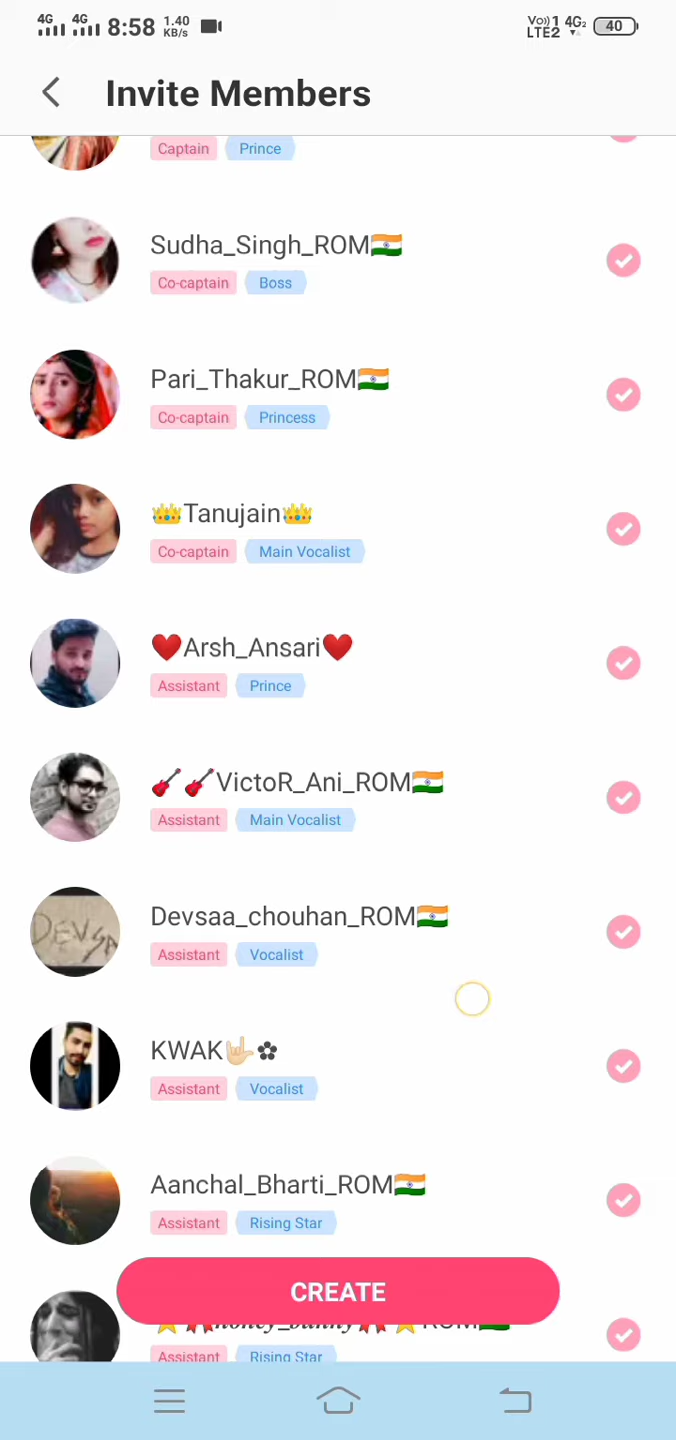 4G 4G 8:58 1.40 KB/s Vo))1 LTE2 4G2 40
Invite Members
Captain Prince
Sudha_Singh_ROM🇮🇳
Co-captain Boss
Pari_Thakur_ROM🇮🇳
Co-captain Princess
👑Tanujain👑
Co-captain Main Vocalist
❤️Arsh_Ansari❤️
Assistant Prince
🎸🎸VictoR_Ani_ROM🇮🇳
Assistant Main Vocalist
DEVSA
Devsaa_chouhan_ROM🇮🇳
Assistant Vocalist
KWAK🤟🏻✿
Assistant Vocalist
Aanchal_Bharti_ROM🇮🇳
Assistant Rising Star
CREATE
Assistant Rising Star